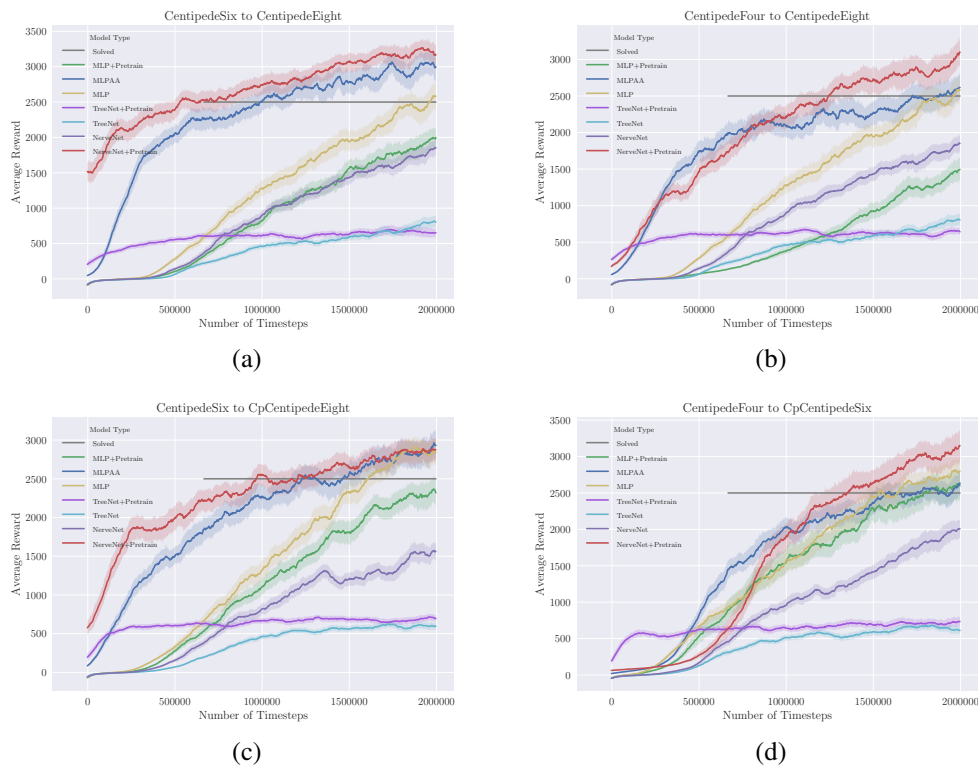 CentipedeSix to CentipedeEight
3500
3000
2500
2000
1500
1000
500
0
Average Reward
Model Type
Solved
MLP+Pretrain
MLPAA
MLP
TreeNet+Pretrain
TreeNet
NerveNet
NerveNet+Pretrain
0
500000
1000000
1500000
2000000
Number of Timesteps
(a)
CentipedeFour to CentipedeEight
3000
2500
2000
1500
1000
500
0
Average Reward
Model Type
Solved
MLP+Pretrain
MLPAA
MLP
TreeNet+Pretrain
TreeNet
NerveNet
NerveNet+Pretrain
0
500000
1000000
1500000
2000000
Number of Timesteps
(b)
CentipedeSix to CpCentipedeEight
3000
2500
2000
1500
1000
500
0
Average Reward
Model Type
Solved
MLP+Pretrain
MLPAA
MLP
TreeNet+Pretrain
TreeNet
NerveNet
NerveNet+Pretrain
0
500000
1000000
1500000
2000000
Number of Timesteps
(c)
CentipedeFour to CpCentipedeSix
3500
3000
2500
2000
1500
1000
500
0
Average Reward
Model Type
Solved
MLP+Pretrain
MLPAA
MLP
TreeNet+Pretrain
TreeNet
NerveNet
NerveNet+Pretrain
0
500000
1000000
1500000
2000000
Number of Timesteps
(d)